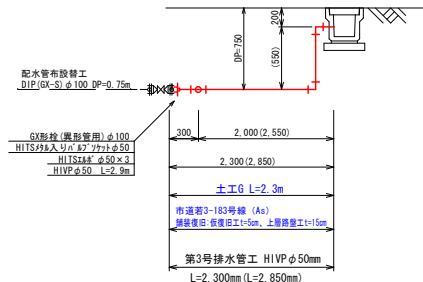 DP=750
200
(550)
配水管布設替工
DIP(GX-S)φ100 DP=0.75m
GX形栓(異形管用)φ100
HITSメタル入りバルブソケットφ50
HITSエルボ φ50×3
HIVPφ50 L=2.9m
300
2,000(2,550)
2,300(2,850)
土工G L=2.3m
市道若3-183号線 (As)
舗装復旧:仮復旧工t=5cm、上層路盤工t=15cm
第3号排水管工 HIVPφ50mm
L=2.300mm(L=2.850mm)